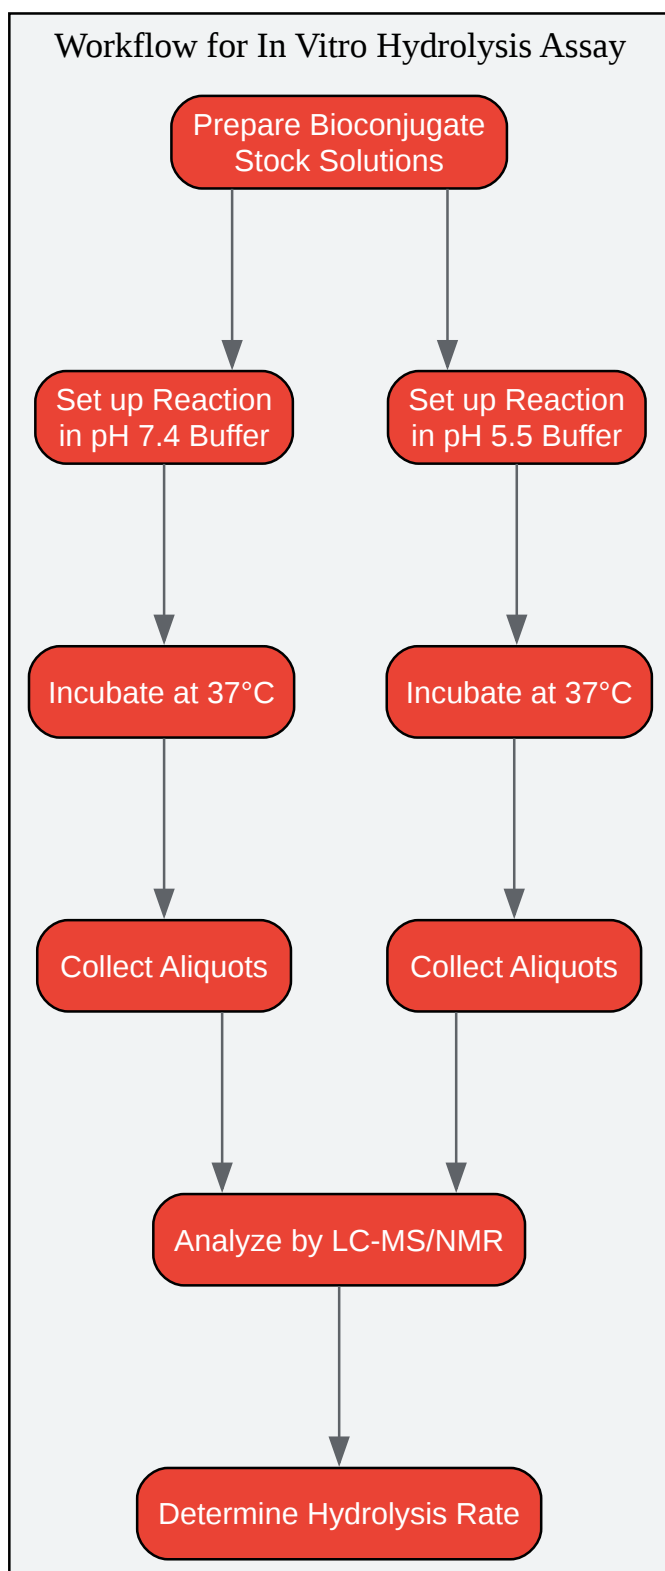 Workflow for In Vitro Hydrolysis Assay
Prepare Bioconjugate
Stock Solutions
Set up Reaction
in pH 7.4 Buffer
Set up Reaction
in pH 5.5 Buffer
Incubate at 37°C
Incubate at 37°C
Collect Aliquots
Collect Aliquots
Analyze by LC-MS/NMR
Determine Hydrolysis Rate